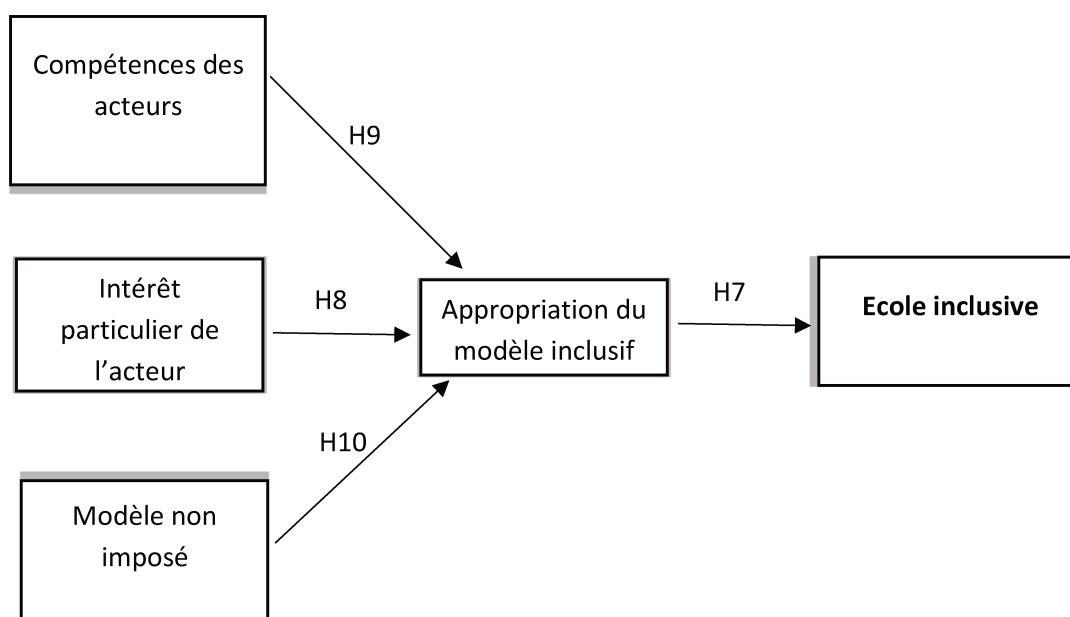 Compétences des
acteurs
H9
Intérêt
particulier de
l’acteur
H8
Appropriation du
modèle inclusif
H7
Ecole inclusive
H10
Modèle non
imposé